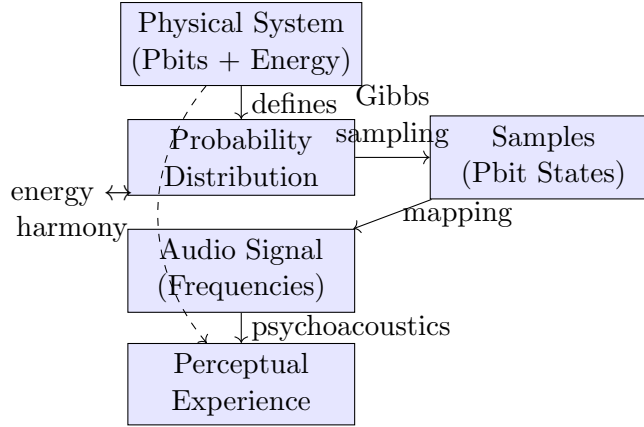 Physical System
(Pbits + Energy)
defines
Gibbs
sampling
Probability
Distribution
Samples
(Pbit States)
energy ↔
harmony
mapping
Audio Signal
(Frequencies)
psychoacoustics
Perceptual
Experience